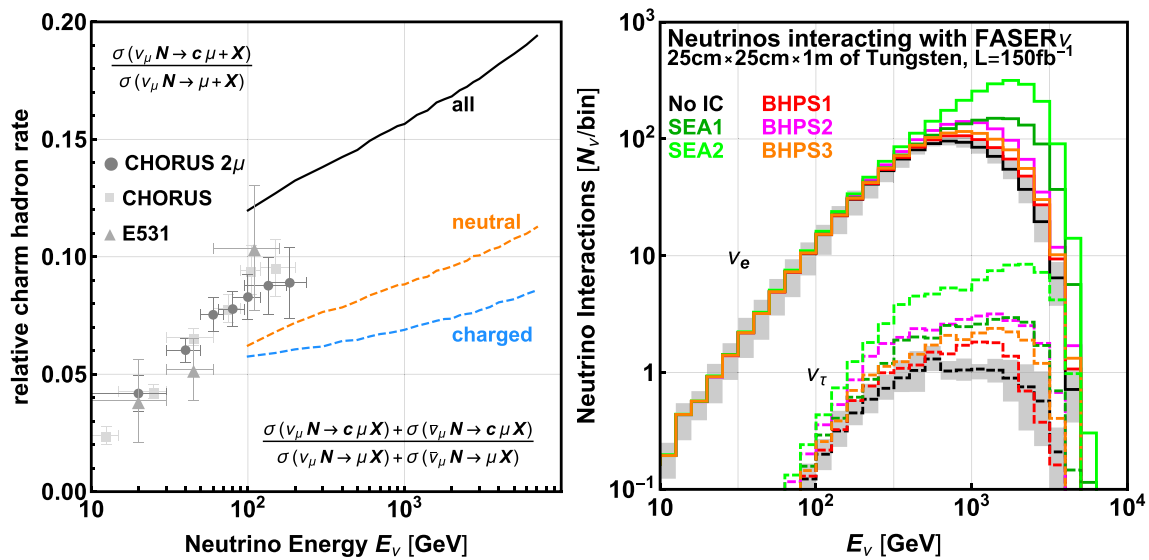 0.20
0.15
0.10
0.05
0.00
relative charm hadron rate
σ(ν_μ N → c μ + X)
σ(ν_μ N → μ + X)
all
CHORUS 2μ
CHORUS
E531
neutral
charged
σ(ν_μ N → c μ X) + σ(ν̄_μ N → c μ X)
σ(ν_μ N → μ X) + σ(ν̄_μ N → μ X)
10 10² 10³
Neutrino Energy E_ν [GeV]
10³
10²
10
1
10⁻¹
Neutrino Interactions [N_ν/bin]
Neutrinos interacting with FASERν
25cm×25cm×1m of Tungsten, L=150fb⁻¹
No IC BHPS1
SEA1 BHPS2
SEA2 BHPS3
ν_e
ν_τ
10 10² 10³ 10⁴
E_ν [GeV]